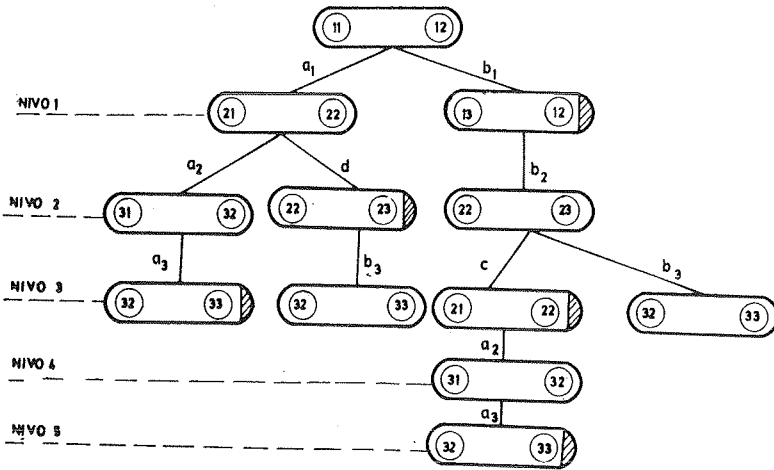 11 12
a1 b1
NIVO 1 21 22 13 12
a2 d b2
NIVO 2 31 32 22 23 22 23
a3 b3 c b3
NIVO 3 32 33 32 33 21 22 32 33
a2
NIVO 4 31 32
a3
NIVO 5 32 33